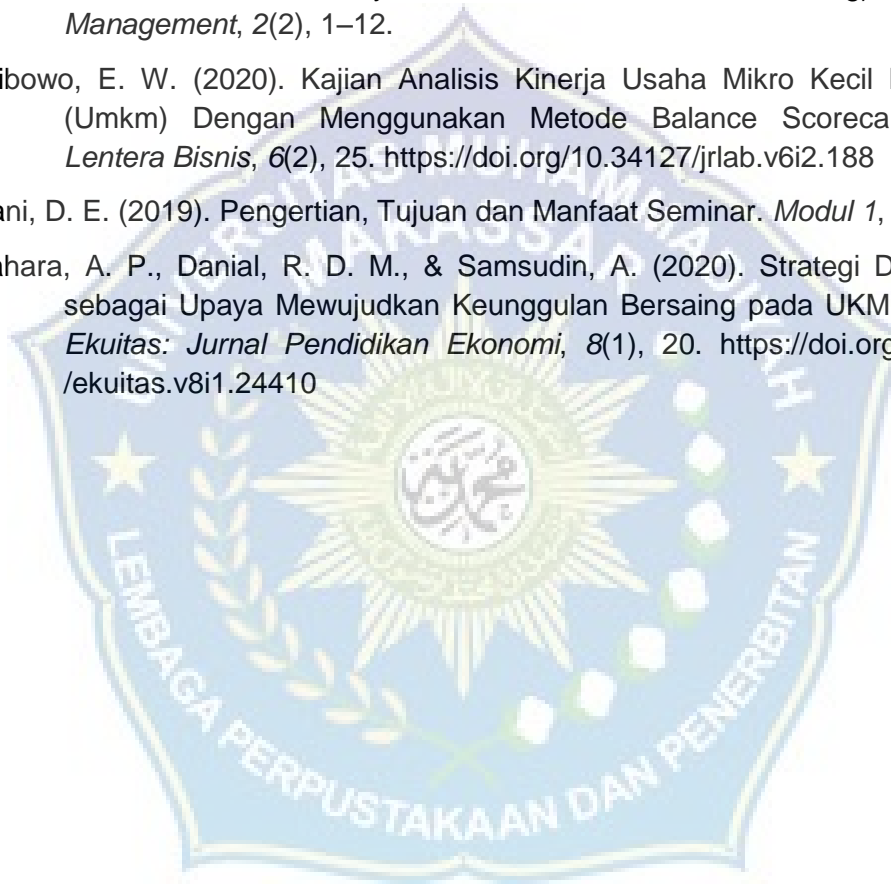 Management, 2(2), 1–12.
ibowo, E. W. (2020). Kajian Analisis Kinerja Usaha Mikro Kecil
(Umkm) Dengan Menggunakan Metode Balance Scoreca
Lentera Bisnis, 6(2), 25. https://doi.org/10.34127/jrlab.v6i2.188
ani, D. E. (2019). Pengertian, Tujuan dan Manfaat Seminar. Modul 1,
ahara, A. P., Danial, R. D. M., & Samsudin, A. (2020). Strategi D
sebagai Upaya Mewujudkan Keunggulan Bersaing pada UKM
Ekuitas: Jurnal Pendidikan Ekonomi, 8(1), 20. https://doi.org
/ekuitas.v8i1.24410
UNIVERSITAS MUHAMMADIYAH
MAKASSAR
LEMBAGA PERPUSTAKAAN DAN PENERBITAN